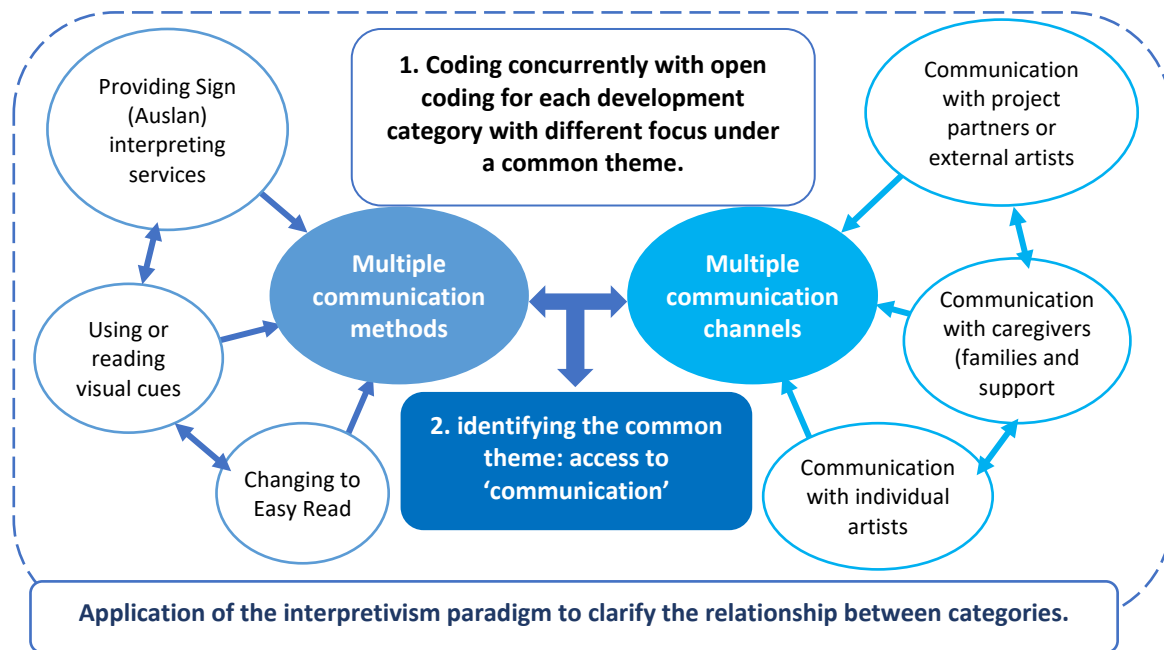 Providing Sign
(Auslan)
interpreting
services
1. Coding concurrently with open
coding for each development
category with different focus under
a common theme.
Communication
with project
partners or
external artists
Multiple
communication
methods
Multiple
communication
channels
Using or
reading
visual cues
Communication
with caregivers
(families and
support
Changing to
Easy Read
2. identifying the common
theme: access to
‘communication’
Communication
with individual
artists
Application of the interpretivism paradigm to clarify the relationship between categories.